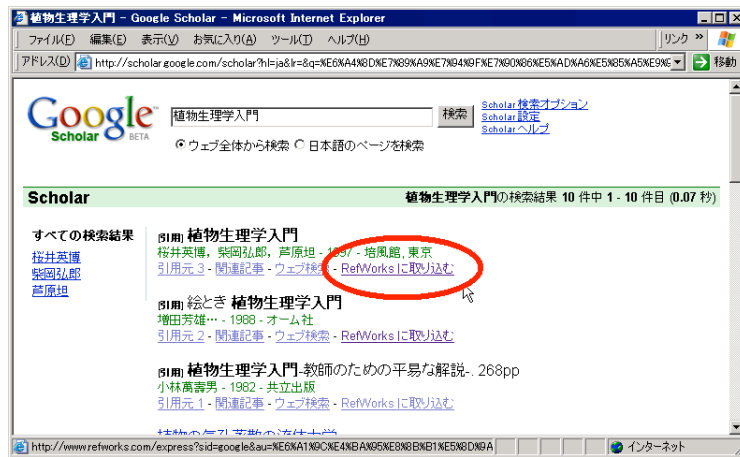 植物生理学入門 - Google Scholar - Microsoft Internet Explorer
ファイル(F) 編集(E) 表示(V) お気に入り(A) ツール(T) ヘルプ(H) リンク »
アドレス(D) http://scholar.google.com/scholar?hl=ja&lr=&q=%E6%A4%8D%E7%89%A9%E7%94%9F%E7%90%86%E5%AD%A6%E5%85%A5%E9% 移動
Google Scholar BETA
植物生理学入門 検索
Scholar 検索オプション
Scholar 設定
Scholar ヘルプ
ウェブ全体から検索 日本語のページを検索
Scholar 植物生理学入門の検索結果 10 件中 1 - 10 件目 (0.07 秒)
すべての検索結果
桜井英博
柴岡弘郎
芦原坦
[引用] 植物生理学入門
桜井英博, 柴岡弘郎, 芦原坦 - 1997 - 培風館, 東京
引用元 3 - 関連記事 - ウェブ検索 - RefWorks に取り込む
[引用] 絵とき 植物生理学入門
増田芳雄… - 1988 - オーム社
引用元 2 - 関連記事 - ウェブ検索 - RefWorks に取り込む
[引用] 植物生理学入門-教師のための平易な解説-. 268pp
小林萬壽男 - 1982 - 共立出版
引用元 1 - 関連記事 - ウェブ検索 - RefWorks に取り込む
http://www.refworks.com/express?sid=google&au=%E6%A1%9C%E4%BA%95%E8%8B%B1%E5%8D%9A インターネット